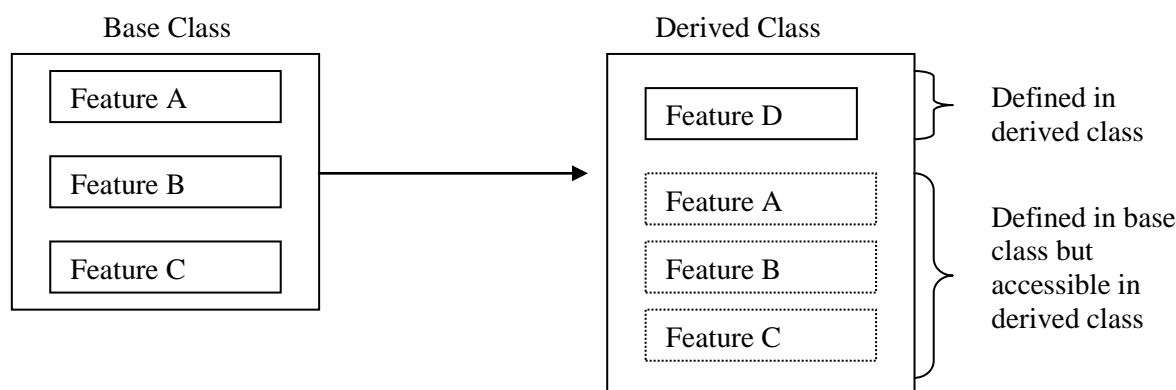 Base Class
Feature A
Feature B
Feature C
Derived Class
Feature D
Feature A
Feature B
Feature C
Defined in
derived class
Defined in base
class but
accessible in
derived class